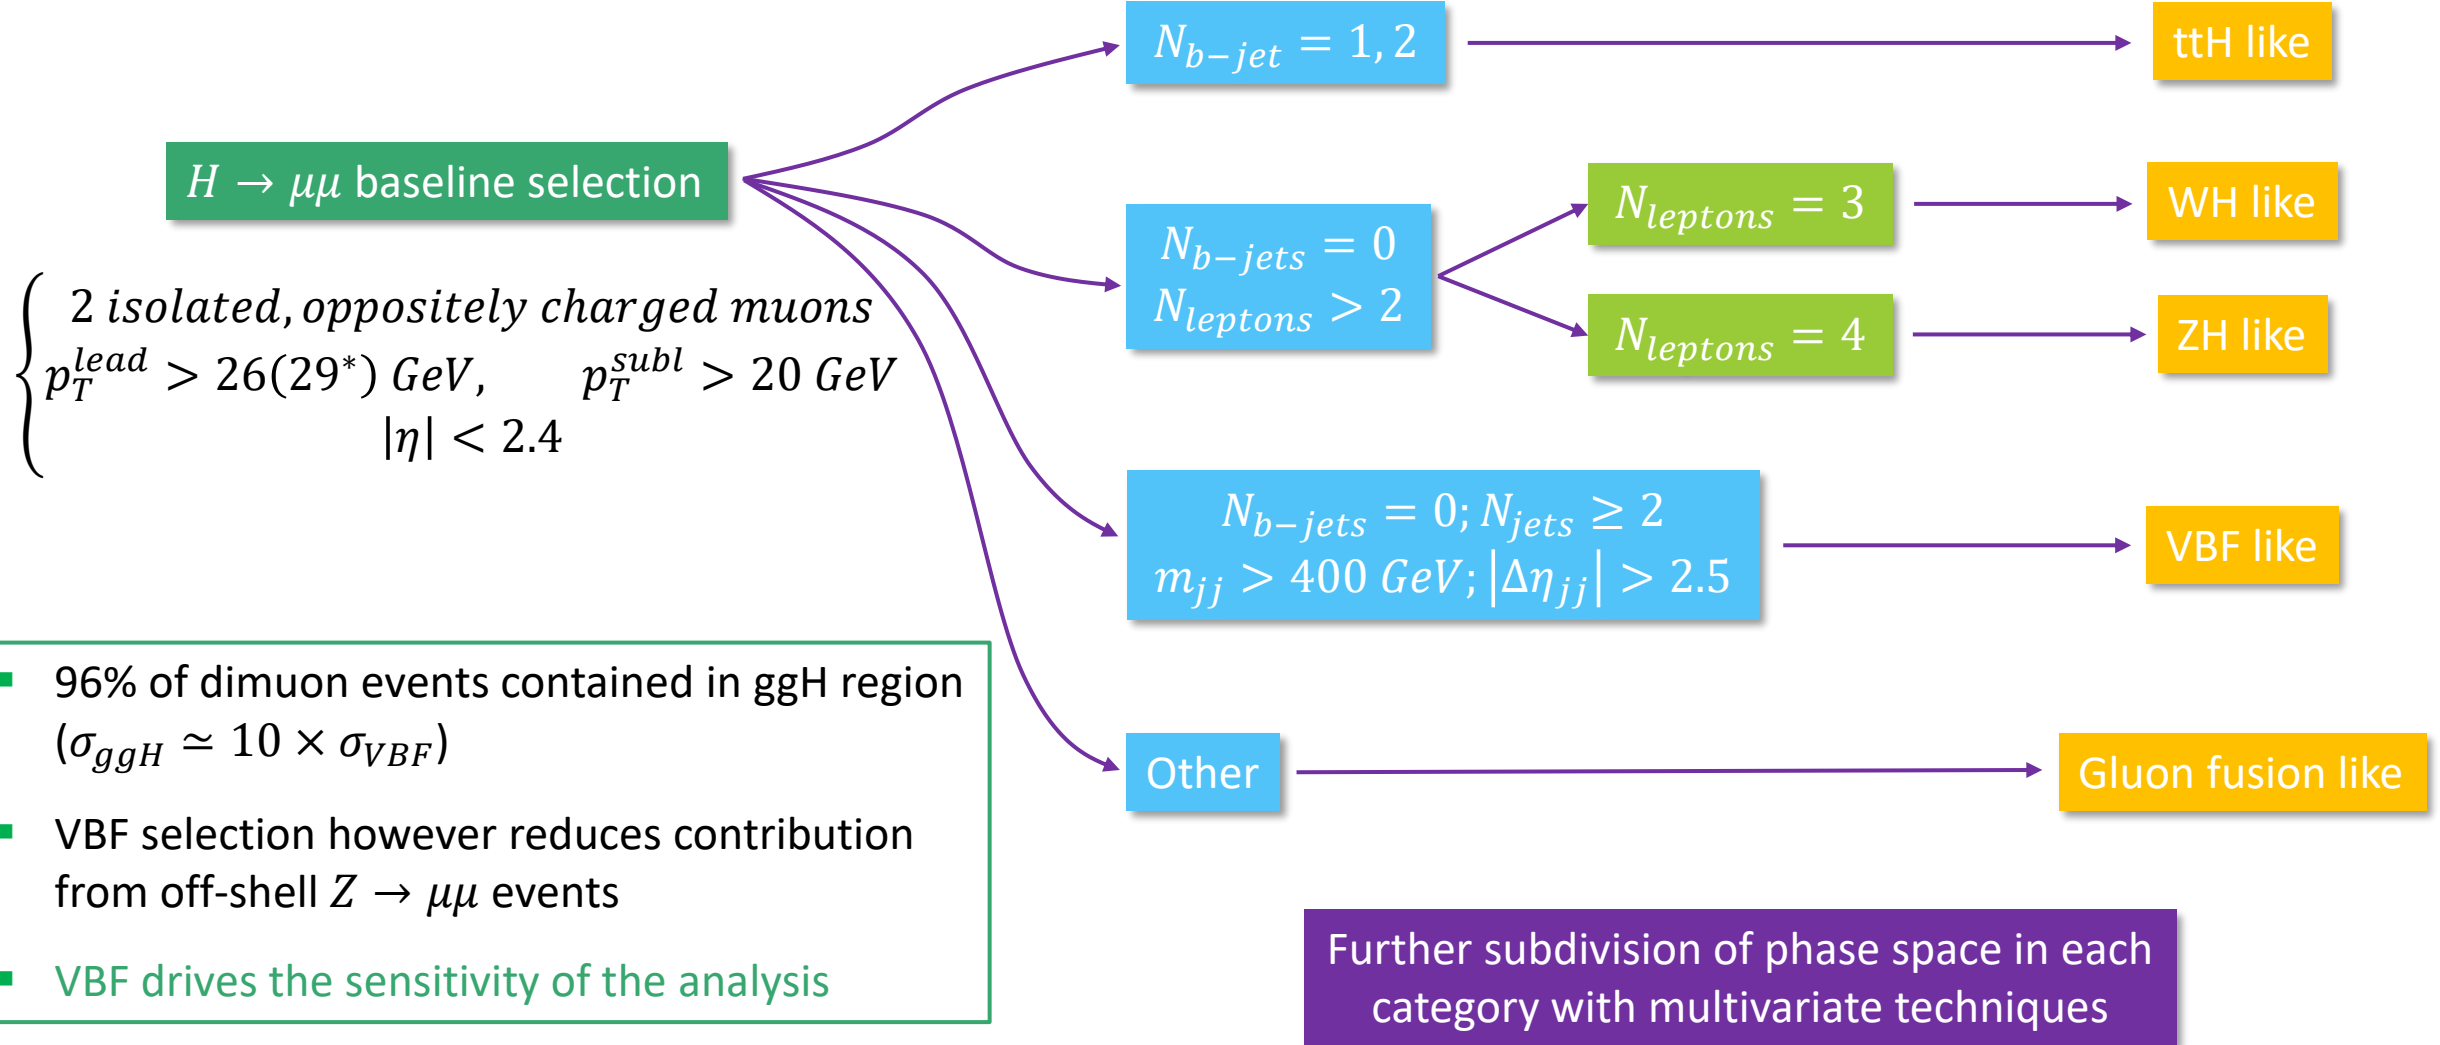 N_{b-jet} = 1, 2
ttH like
H → μμ baseline selection
N_{b-jets} = 0
N_{leptons} > 2
N_{leptons} = 3
WH like
N_{leptons} = 4
ZH like
2 isolated, oppositely charged muons
p_T^{lead} > 26(29*) GeV, p_T^{subl} > 20 GeV
|η| < 2.4
N_{b-jets} = 0; N_{jets} ≥ 2
m_{jj} > 400 GeV; |Δη_{jj}| > 2.5
VBF like
Other
Gluon fusion like
▪ 96% of dimuon events contained in ggH region
(σ_{ggH} ≃ 10 × σ_{VBF})
▪ VBF selection however reduces contribution
from off-shell Z → μμ events
▪ VBF drives the sensitivity of the analysis
Further subdivision of phase space in each
category with multivariate techniques